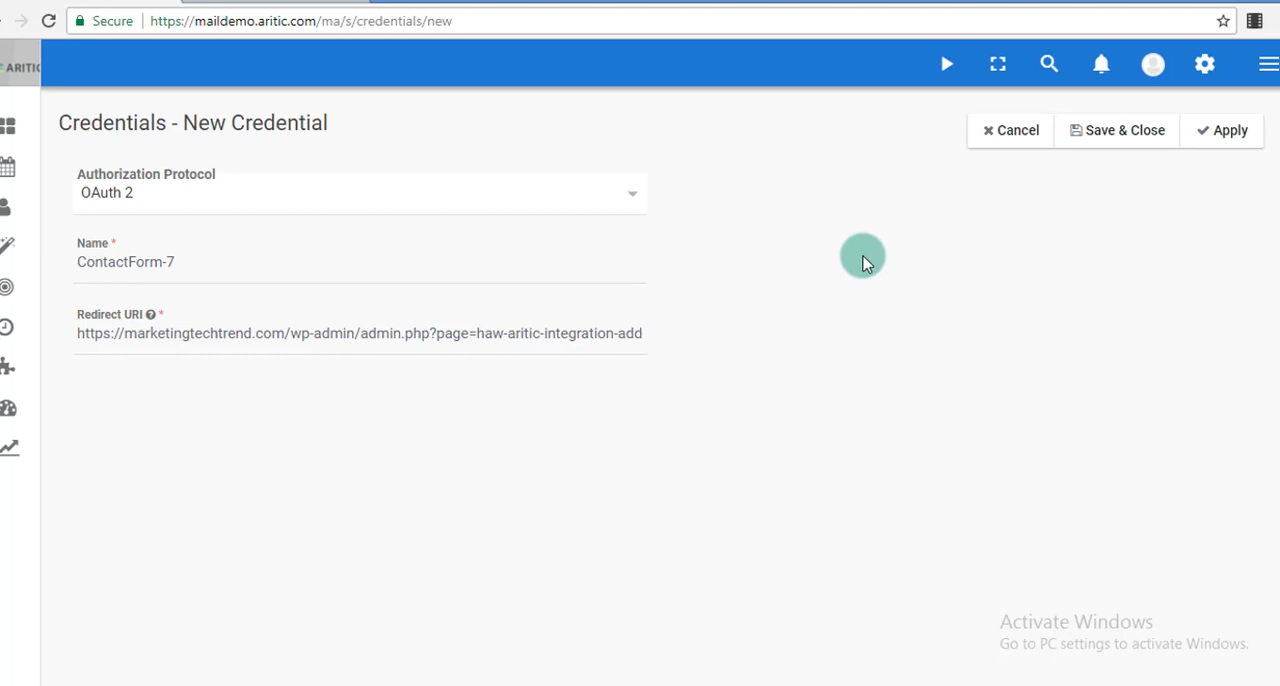 Secure https://maildemo.aritic.com/ma/s/credentials/new
ARITIC
Credentials - New Credential
Cancel
Save & Close
Apply
Authorization Protocol
OAuth 2
Name *
ContactForm-7
Redirect URI *
https://marketingtechtrend.com/wp-admin/admin.php?page=haw-aritic-integration-add
Activate Windows
Go to PC settings to activate Windows.